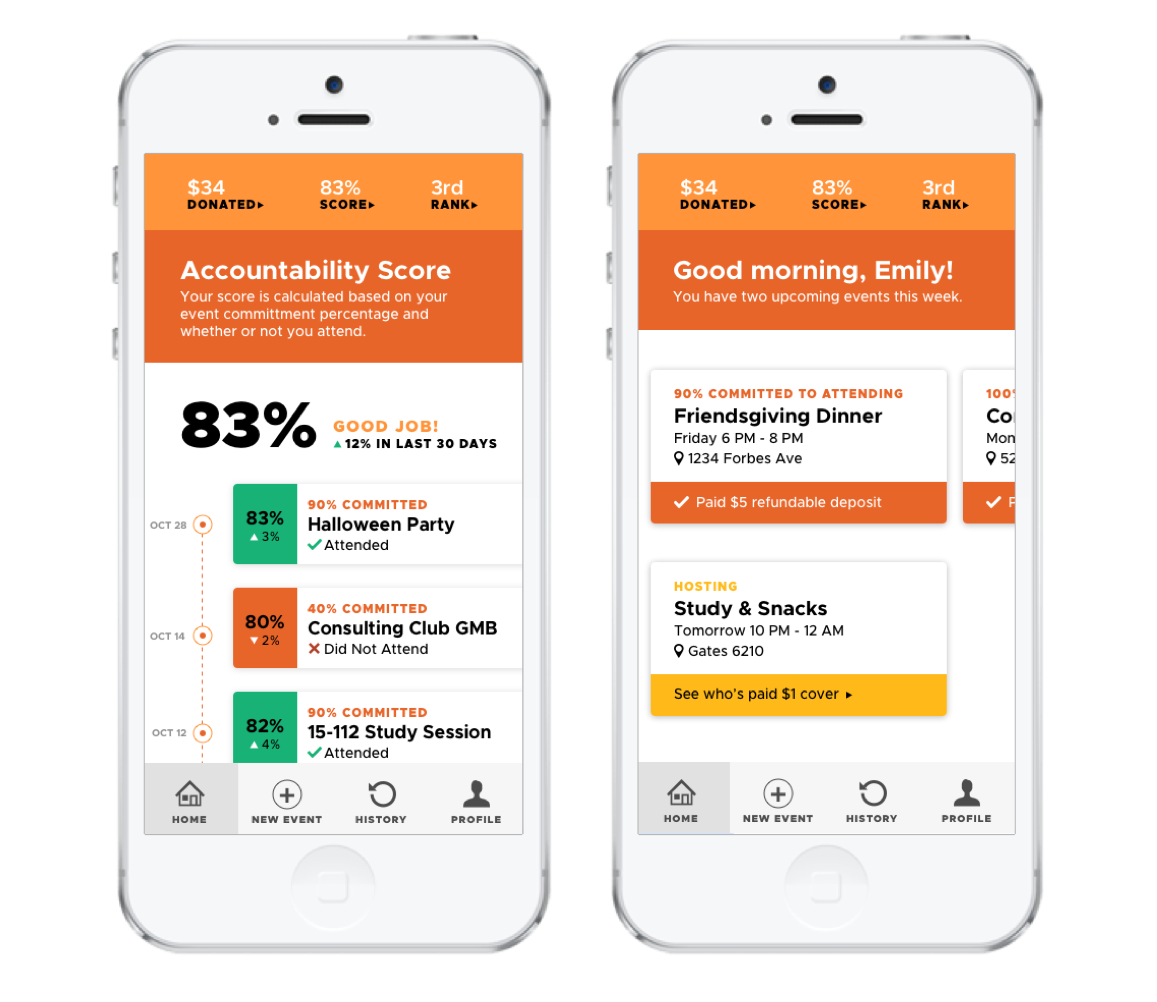 $34
DONATED▸
83%
SCORE▸
3rd
RANK▸
Accountability Score
Your score is calculated based on your
event committment percentage and
whether or not you attend.
83%
GOOD JOB!
▲12% IN LAST 30 DAYS
OCT 28
83%
▲3%
90% COMMITTED
Halloween Party
Attended
OCT 14
80%
▼2%
40% COMMITTED
Consulting Club GMB
Did Not Attend
OCT 12
82%
▲4%
90% COMMITTED
15-112 Study Session
Attended
HOME
NEW EVENT
HISTORY
PROFILE
$34
DONATED▸
83%
SCORE▸
3rd
RANK▸
Good morning, Emily!
You have two upcoming events this week.
90% COMMITTED TO ATTENDING
Friendsgiving Dinner
Friday 6 PM - 8 PM
1234 Forbes Ave
Paid $5 refundable deposit
100%
Co
Mon
52
HOSTING
Study & Snacks
Tomorrow 10 PM - 12 AM
Gates 6210
See who's paid $1 cover ▸
HOME
NEW EVENT
HISTORY
PROFILE